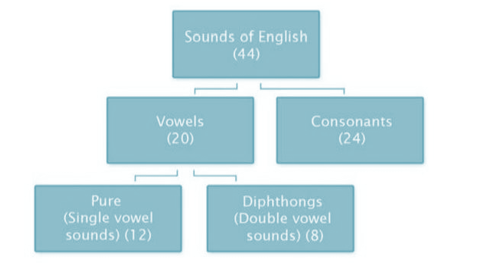 Sounds of English
(44)
Vowels
(20)
Consonants
(24)
Pure
(Single vowel
sounds) (12)
Diphthongs
(Double vowel
sounds) (8)